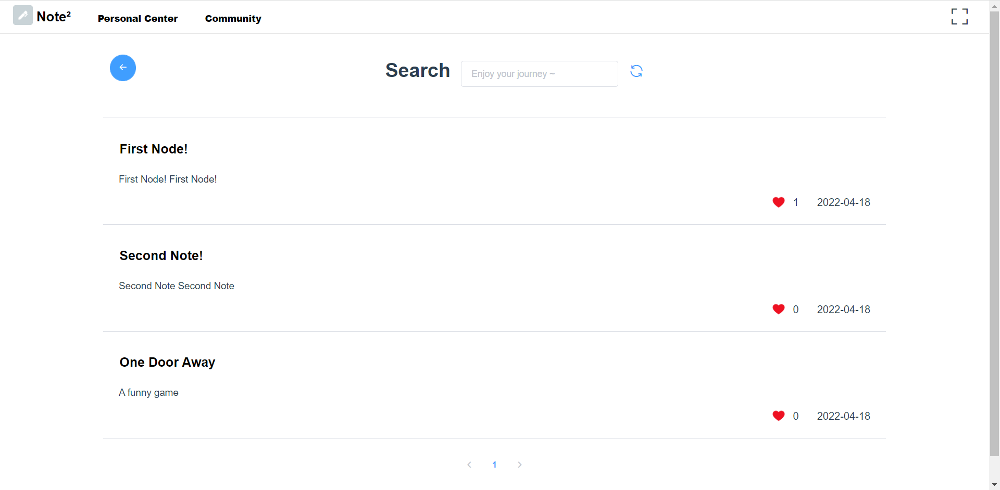 Note²
Personal Center
Community
Search
Enjoy your journey ~
First Node!
First Node! First Node!
1 2022-04-18
Second Note!
Second Note Second Note
0 2022-04-18
One Door Away
A funny game
0 2022-04-18
1